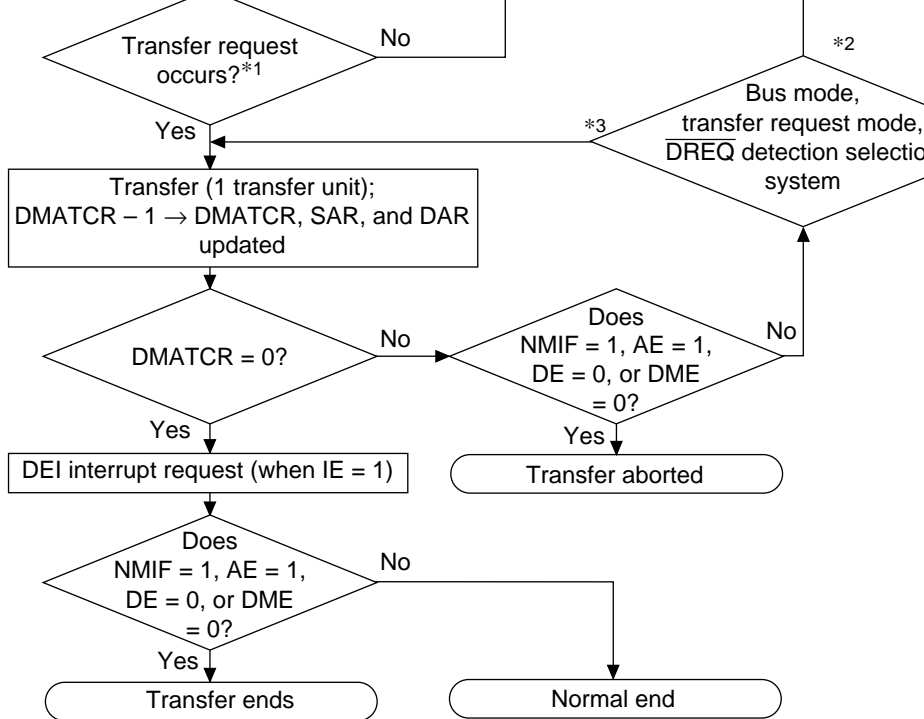 Transfer request
occurs?*1
No
Yes
*2
Bus mode,
transfer request mode,
DREQ detection
system
*3
Transfer (1 transfer unit);
DMATCR – 1 → DMATCR, SAR, and DAR
updated
DMATCR = 0?
No
Yes
Does
NMIF = 1, AE = 1,
DE = 0, or DME
= 0?
No
Yes
Transfer aborted
DEI interrupt request (when IE = 1)
Does
NMIF = 1, AE = 1,
DE = 0, or DME
= 0?
No
Yes
Transfer ends
Normal end